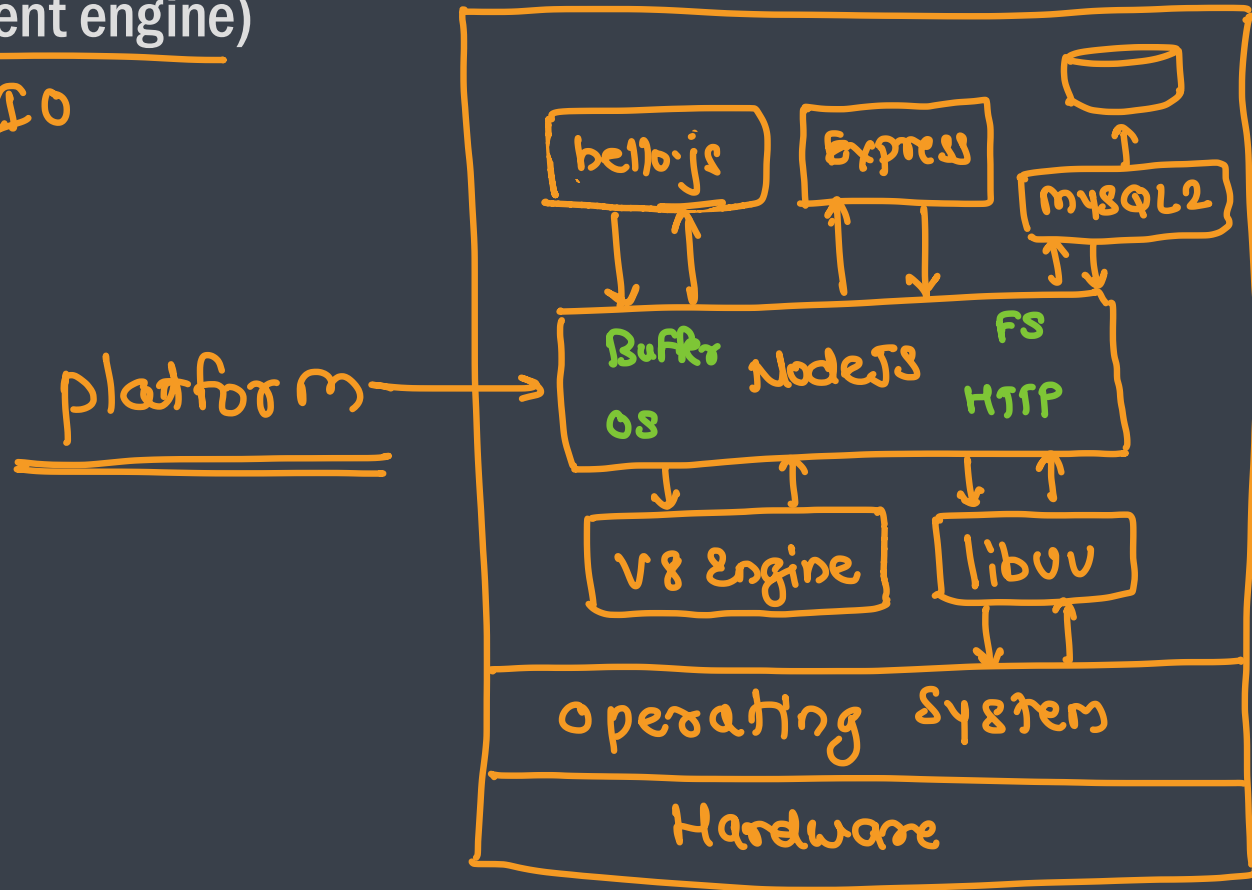 ent engine)
IO
hello.js
Express
mysQL2
Buffer
FS
NodeJS
HTTP
OS
platform
V8 Engine
libuv
Operating System
Hardware